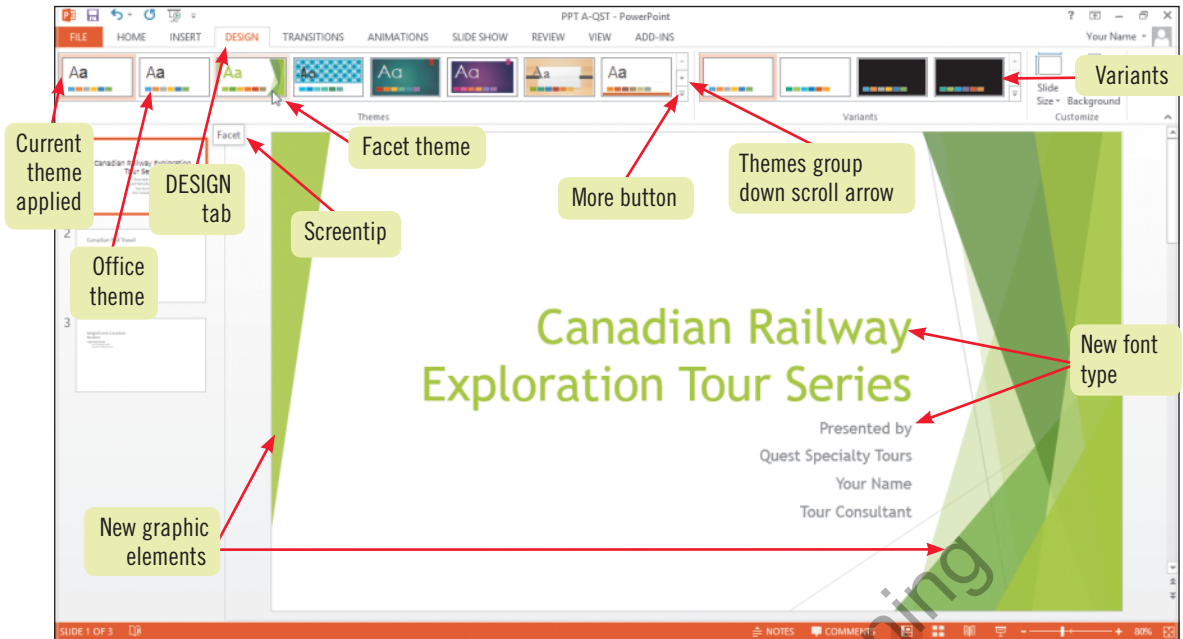 PPT A-QST - PowerPoint
?
FILE HOME INSERT DESIGN TRANSITIONS ANIMATIONS SLIDE SHOW REVIEW VIEW ADD-INS
Your Name
Aa Aa Aa Aa Aa Aa Aa Aa
Variants
Slide
Size Background
Themes Variants Customize
Current
theme
applied
Facet
Facet theme
DESIGN
tab
Screentip
More button
Themes group
down scroll arrow
Canadian Railway Exploration
Tour Series
2
Canadian Rail Travel
Office
theme
3
Canadian Railway
Exploration Tour Series
Presented by
Quest Specialty Tours
Your Name
Tour Consultant
New font
type
New graphic
elements
ning
SLIDE 1 OF 3
NOTES COMMENTS 80%